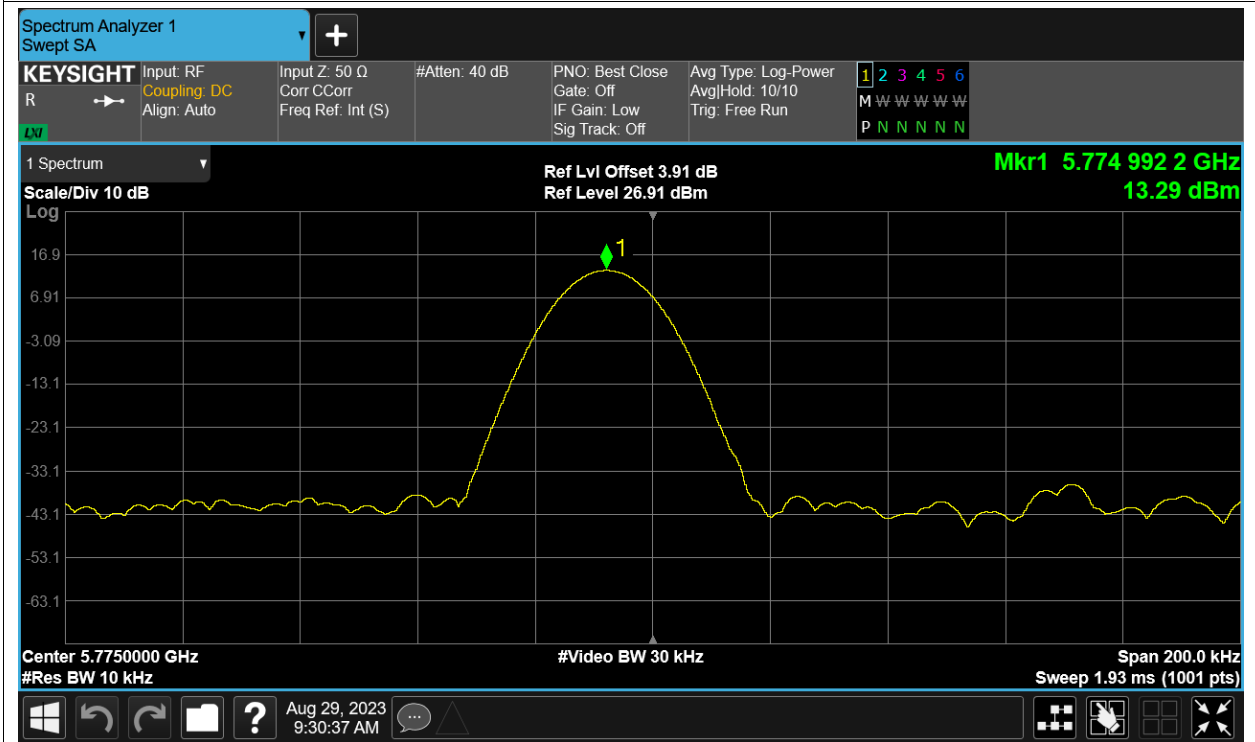 Spectrum Analyzer 1
Swept SA
+
KEYSIGHT
R
LXI
Input: RF
Coupling: DC
Align: Auto
Input Z: 50 Ω
Corr CCorr
Freq Ref: Int (S)
#Atten: 40 dB
PNO: Best Close
Gate: Off
IF Gain: Low
Sig Track: Off
Avg Type: Log-Power
Avg|Hold: 10/10
Trig: Free Run
1 2 3 4 5 6
M W W W W W
P N N N N N
1 Spectrum
Scale/Div 10 dB
Ref Lvl Offset 3.91 dB
Ref Level 26.91 dBm
Mkr1 5.774 992 2 GHz
13.29 dBm
Log
1
16.9
6.91
-3.09
-13.1
-23.1
-33.1
-43.1
-53.1
-63.1
Center 5.7750000 GHz
#Video BW 30 kHz
Span 200.0 kHz
#Res BW 10 kHz
Sweep 1.93 ms (1001 pts)
?
Aug 29, 2023
9:30:37 AM